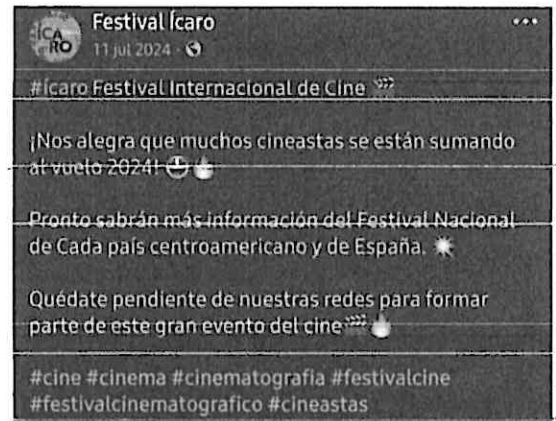 ÍCA
RO
Festival Ícaro
11 jul 2024
#ícaro Festival Internacional de Cine
¡Nos alegra que muchos cineastas se están sumando
al vuelo 2024!
Pronto sabrán más información del Festival Nacional
de Cada país centroamericano y de España.
Quédate pendiente de nuestras redes para formar
parte de este gran evento del cine
#cine #cinema #cinematografia #festivalcine
#festivalcinematografico #cineastas